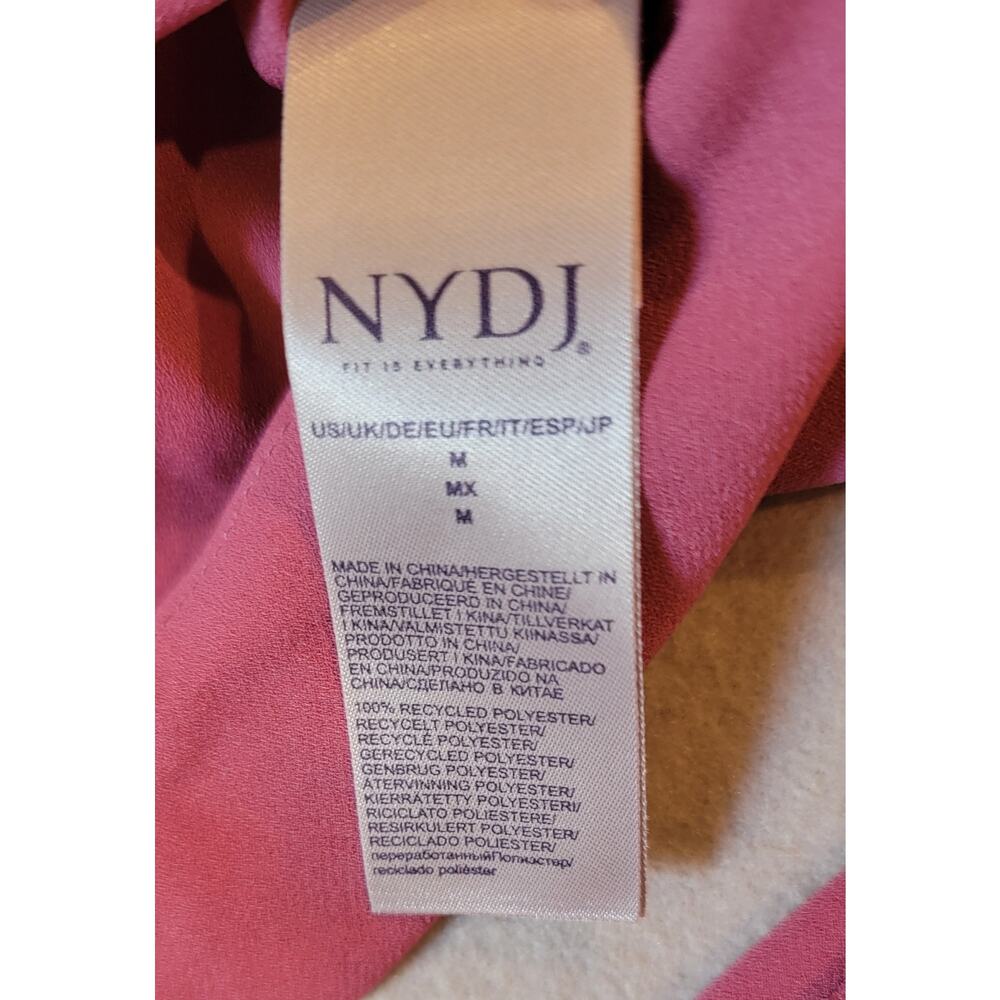 NYDJ®
FIT IS EVERYTHING
US/UK/DE/EU/FR/IT/ESP/JP
M
MX
M
MADE IN CHINA/HERGESTELLT IN
CHINA/FABRIQUÉ EN CHINE/
GEPRODUCEERD IN CHINA/
FREMSTILLET I KINA/TILLVERKAT
I KINA/VALMISTETTU KIINASSA/
PRODOTTO IN CHINA/
PRODUSERT I KINA/FABRICADO
EN CHINA/PRODUZIDO NA
CHINA/СДЕЛАНО В КИТАЕ
100% RECYCLED POLYESTER/
RECYCELT POLYESTER/
RECYCLÉ POLYESTER/
GERECYCLED POLYESTER/
GENBRUG POLYESTER/
ÅTERVINNING POLYESTER/
KIERRÄTETTY POLYESTERI/
RICICLATO POLIESTERE/
RESIRKULERT POLYESTER/
RECICLADO POLIESTER/
переработанныйПолиэстер/
reciclado poliéster